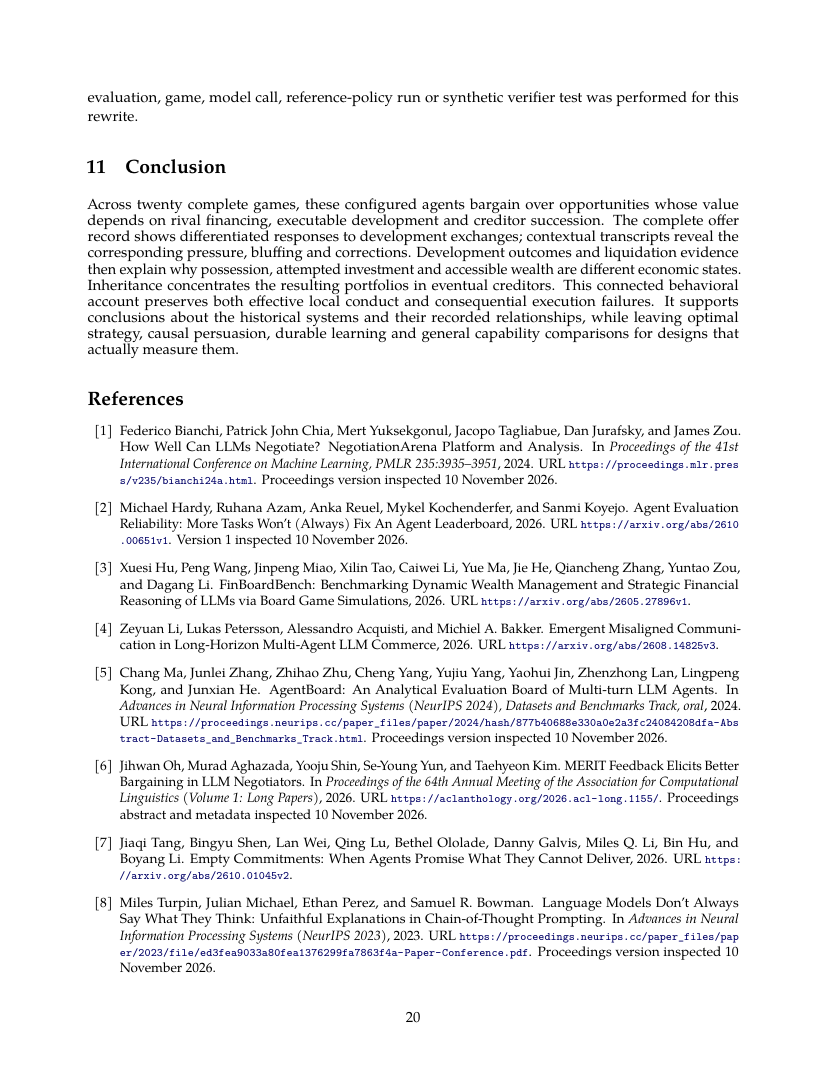 evaluation, game, model call, reference-policy run or synthetic verifier test was performed for this
rewrite.
11 Conclusion
Across twenty complete games, these configured agents bargain over opportunities whose value
depends on rival financing, executable development and creditor succession. The complete offer
record shows differentiated responses to development exchanges; contextual transcripts reveal the
corresponding pressure, bluffing and corrections. Development outcomes and liquidation evidence
then explain why possession, attempted investment and accessible wealth are different economic states.
Inheritance concentrates the resulting portfolios in eventual creditors. This connected behavioral
account preserves both effective local conduct and consequential execution failures. It supports
conclusions about the historical systems and their recorded relationships, while leaving optimal
strategy, causal persuasion, durable learning and general capability comparisons for designs that
actually measure them.
References
[1] Federico Bianchi, Patrick John Chia, Mert Yuksekgonul, Jacopo Tagliabue, Dan Jurafsky, and James Zou.
How Well Can LLMs Negotiate? NegotiationArena Platform and Analysis. In Proceedings of the 41st
International Conference on Machine Learning, PMLR 235:3935–3951, 2024. URL https://proceedings.mlr.pres
s/v235/bianchi24a.html. Proceedings version inspected 10 November 2026.
[2] Michael Hardy, Ruhana Azam, Anka Reuel, Mykel Kochenderfer, and Sanmi Koyejo. Agent Evaluation
Reliability: More Tasks Won't (Always) Fix An Agent Leaderboard, 2026. URL https://arxiv.org/abs/2610
.00651v1. Version 1 inspected 10 November 2026.
[3] Xuesi Hu, Peng Wang, Jinpeng Miao, Xilin Tao, Caiwei Li, Yue Ma, Jie He, Qiancheng Zhang, Yuntao Zou,
and Dagang Li. FinBoardBench: Benchmarking Dynamic Wealth Management and Strategic Financial
Reasoning of LLMs via Board Game Simulations, 2026. URL https://arxiv.org/abs/2605.27896v1.
[4] Zeyuan Li, Lukas Petersson, Alessandro Acquisti, and Michiel A. Bakker. Emergent Misaligned Communi-
cation in Long-Horizon Multi-Agent LLM Commerce, 2026. URL https://arxiv.org/abs/2608.14825v3.
[5] Chang Ma, Junlei Zhang, Zhihao Zhu, Cheng Yang, Yujiu Yang, Yaohui Jin, Zhenzhong Lan, Lingpeng
Kong, and Junxian He. AgentBoard: An Analytical Evaluation Board of Multi-turn LLM Agents. In
Advances in Neural Information Processing Systems (NeurIPS 2024), Datasets and Benchmarks Track, oral, 2024.
URL https://proceedings.neurips.cc/paper_files/paper/2024/hash/877b40688e330a0e2a3fc24084208dfa-Abs
tract-Datasets_and_Benchmarks_Track.html. Proceedings version inspected 10 November 2026.
[6] Jihwan Oh, Murad Aghazada, Yooju Shin, Se-Young Yun, and Taehyeon Kim. MERIT Feedback Elicits Better
Bargaining in LLM Negotiators. In Proceedings of the 64th Annual Meeting of the Association for Computational
Linguistics (Volume 1: Long Papers), 2026. URL https://aclanthology.org/2026.acl-long.1155/. Proceedings
abstract and metadata inspected 10 November 2026.
[7] Jiaqi Tang, Bingyu Shen, Lan Wei, Qing Lu, Bethel Ololade, Danny Galvis, Miles Q. Li, Bin Hu, and
Boyang Li. Empty Commitments: When Agents Promise What They Cannot Deliver, 2026. URL https:
//arxiv.org/abs/2610.01045v2.
[8] Miles Turpin, Julian Michael, Ethan Perez, and Samuel R. Bowman. Language Models Don't Always
Say What They Think: Unfaithful Explanations in Chain-of-Thought Prompting. In Advances in Neural
Information Processing Systems (NeurIPS 2023), 2023. URL https://proceedings.neurips.cc/paper_files/pap
er/2023/file/ed3fea9033a80fea1376299fa7863f4a-Paper-Conference.pdf. Proceedings version inspected 10
November 2026.
20